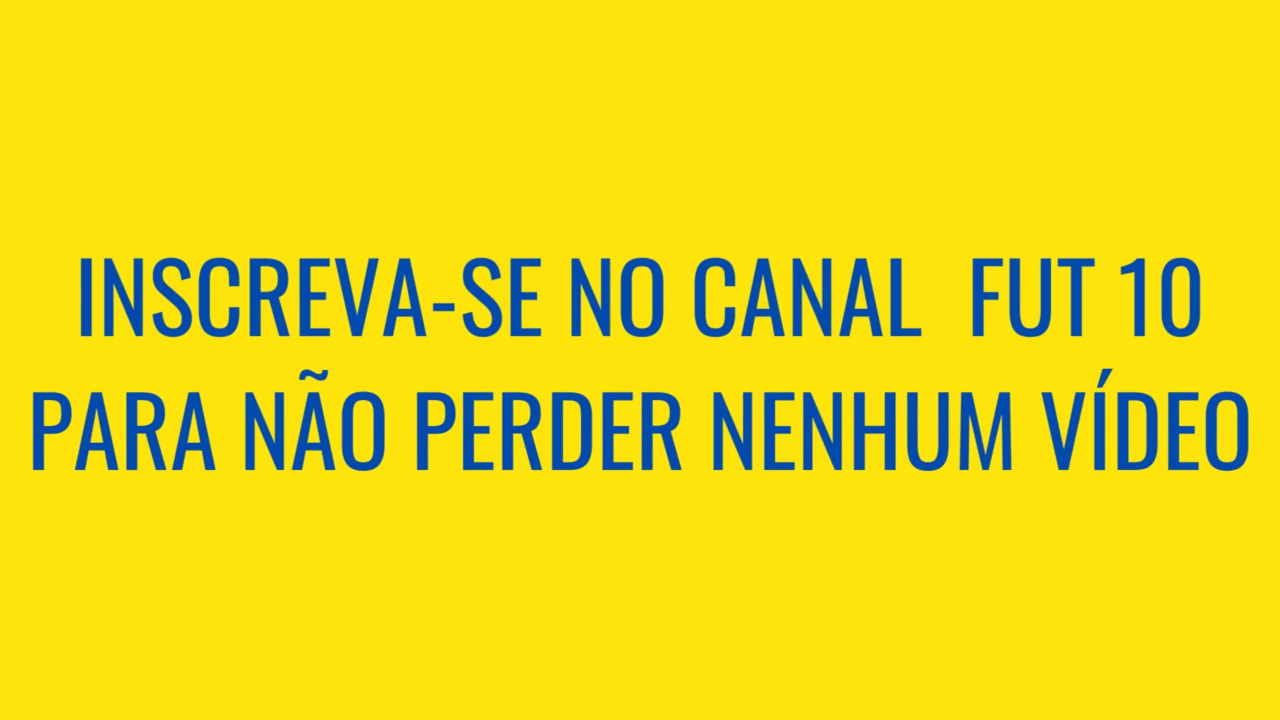 INSCREVA-SE NO CANAL  FUT 10
PARA NÃO PERDER NENHUM VÍDEO